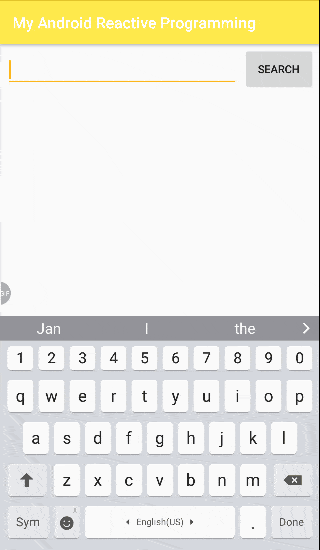 My Android Reactive Programming
SEARCH
GIF
Jan I the
1 2 3 4 5 6 7 8 9 0
q w e r t y u i o p
a s d f g h j k l
z x c v b n m
Sym English(US) . Done